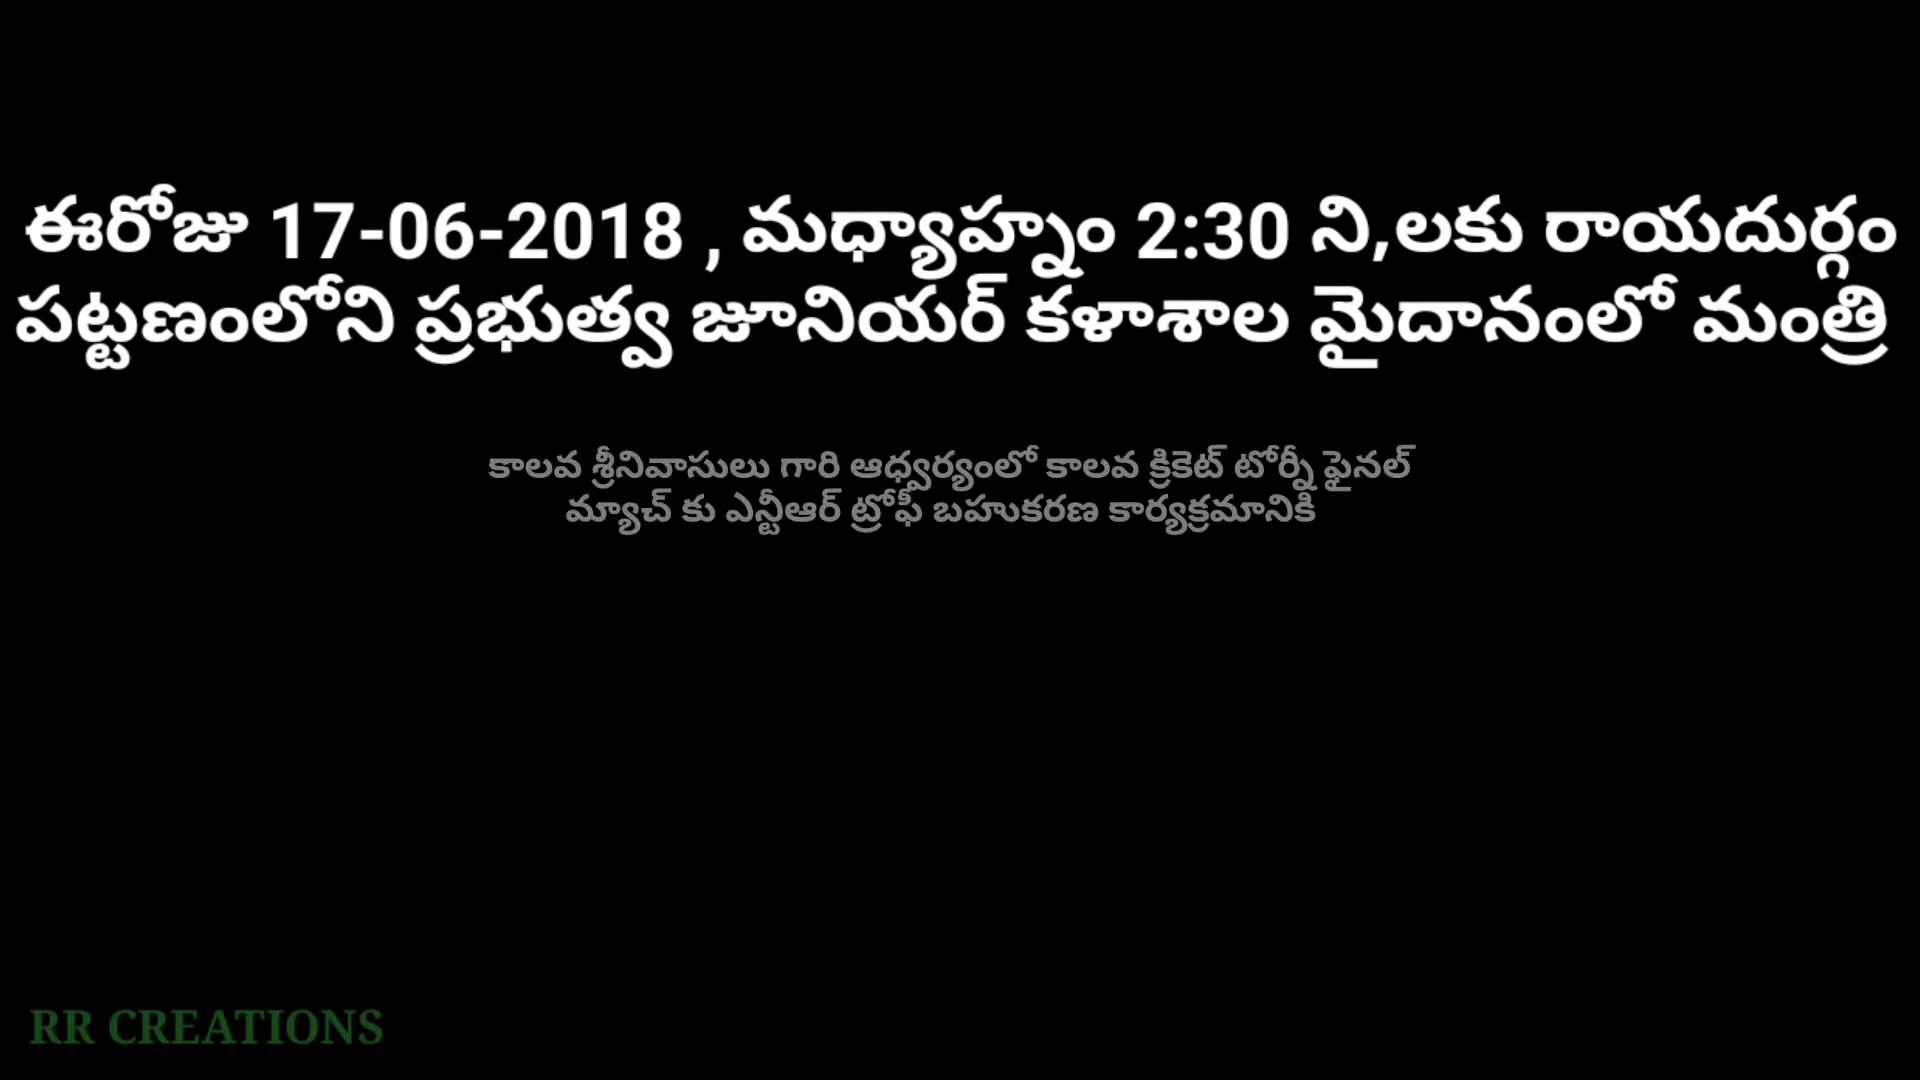 ఈరోజు 17-06-2018 , మధ్యాహ్నం 2:30 ని,లకు రాయదుర్గం
పట్టణంలోని ప్రభుత్వ జూనియర్ కళాశాల మైదానంలో మంత్రి
కాలవ శ్రీనివాసులు గారి ఆధ్వర్యంలో కాలవ క్రికెట్ టోర్నీ ఫైనల్
మ్యాచ్ కు ఎన్టీఆర్ ట్రోఫీ బహుకరణ కార్యక్రమానికి
RR CREATIONS